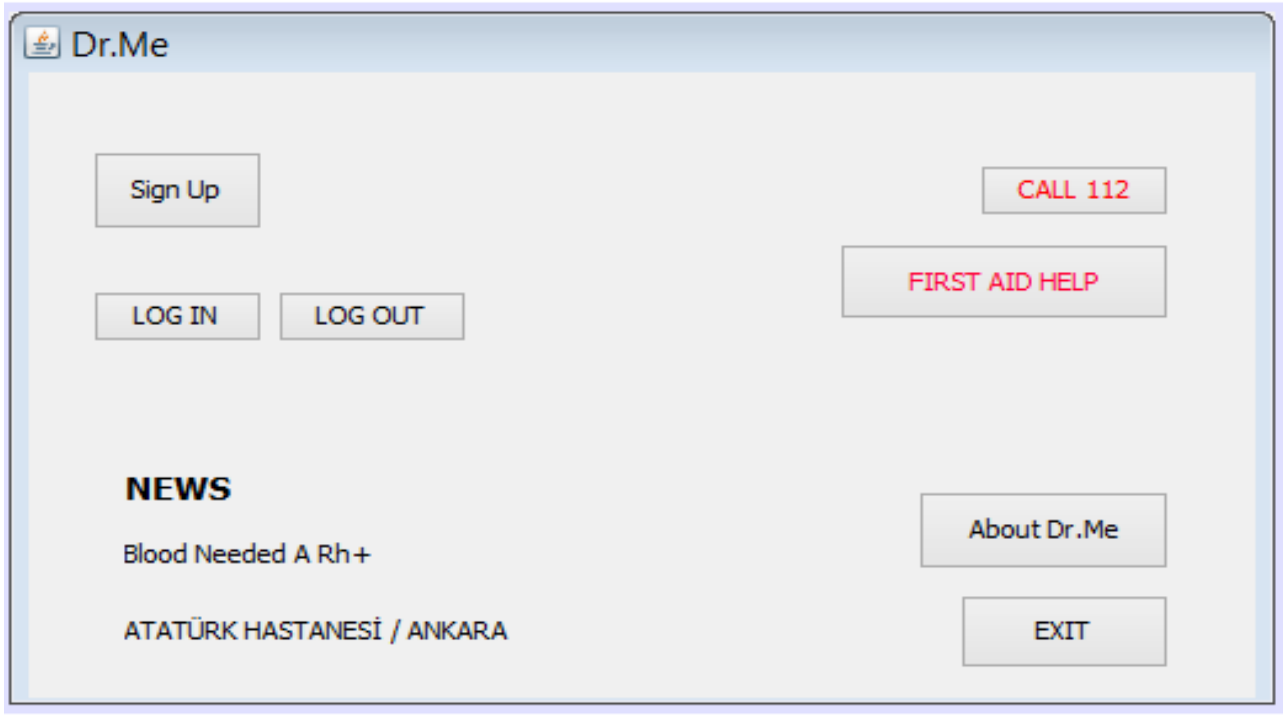 Dr.Me
Sign Up
CALL 112
FIRST AID HELP
LOG IN
LOG OUT
NEWS
Blood Needed A Rh+
ATATÜRK HASTANESİ / ANKARA
About Dr.Me
EXIT